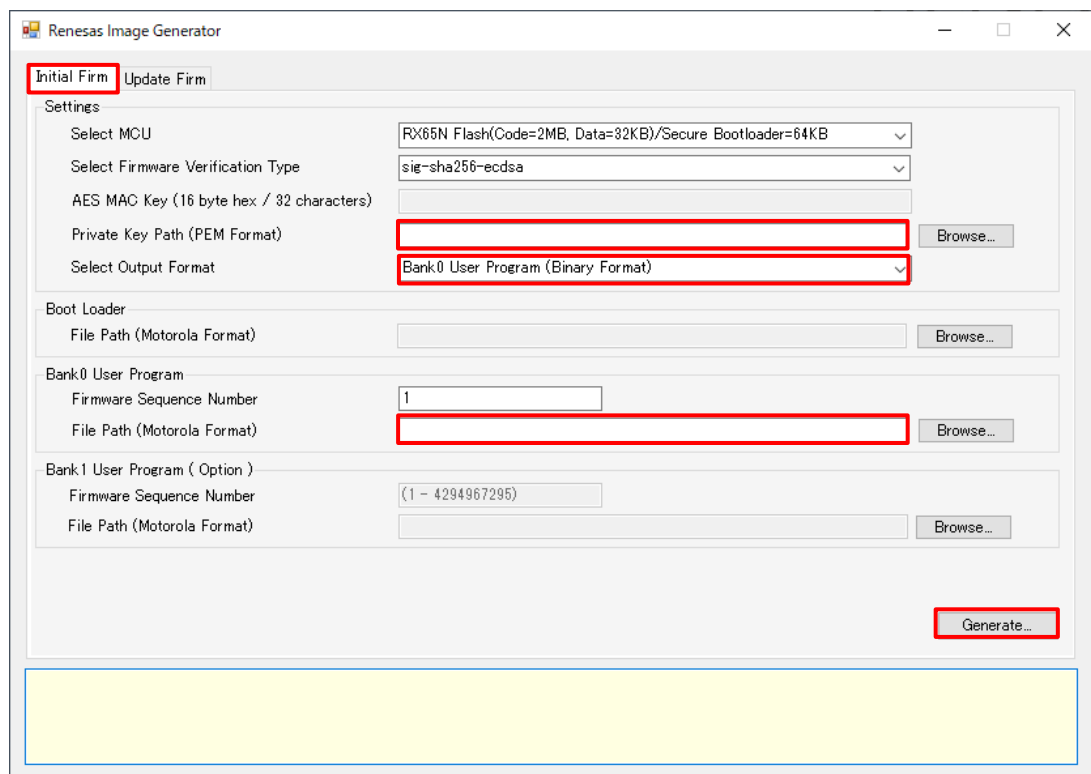 Renesas Image Generator
Initial Firm Update Firm
Settings
Select MCU RX65N Flash(Code=2MB, Data=32KB)/Secure Bootloader=64KB
Select Firmware Verification Type sig-sha256-ecdsa
AES MAC Key (16 byte hex / 32 characters)
Private Key Path (PEM Format) Browse...
Select Output Format Bank0 User Program (Binary Format)
Boot Loader
File Path (Motorola Format) Browse...
Bank0 User Program
Firmware Sequence Number 1
File Path (Motorola Format) Browse...
Bank1 User Program ( Option )
Firmware Sequence Number (1 - 4294967295)
File Path (Motorola Format) Browse...
Generate...